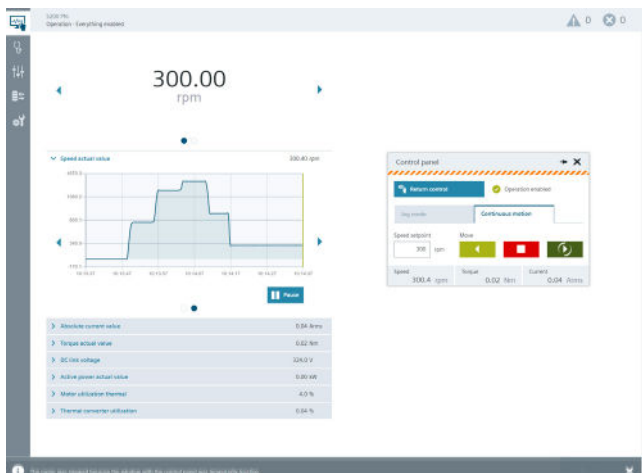 S200 PN
Operation - Everything enabled
0
0
300.00
rpm
Speed actual value
300.40 rpm
Pause
Absolute current value
0.04 Arms
Torque actual value
0.02 Nm
DC link voltage
324.0 V
Active power actual value
0.00 kW
Motor utilization thermal
4.0 %
Thermal converter utilization
0.04 %
Control panel
Return control
Operation enabled
Jog mode
Continuous motion
Speed setpoint
Move
300 rpm
Speed
Torque
Current
300.4 rpm
0.02 Nm
0.04 Arms